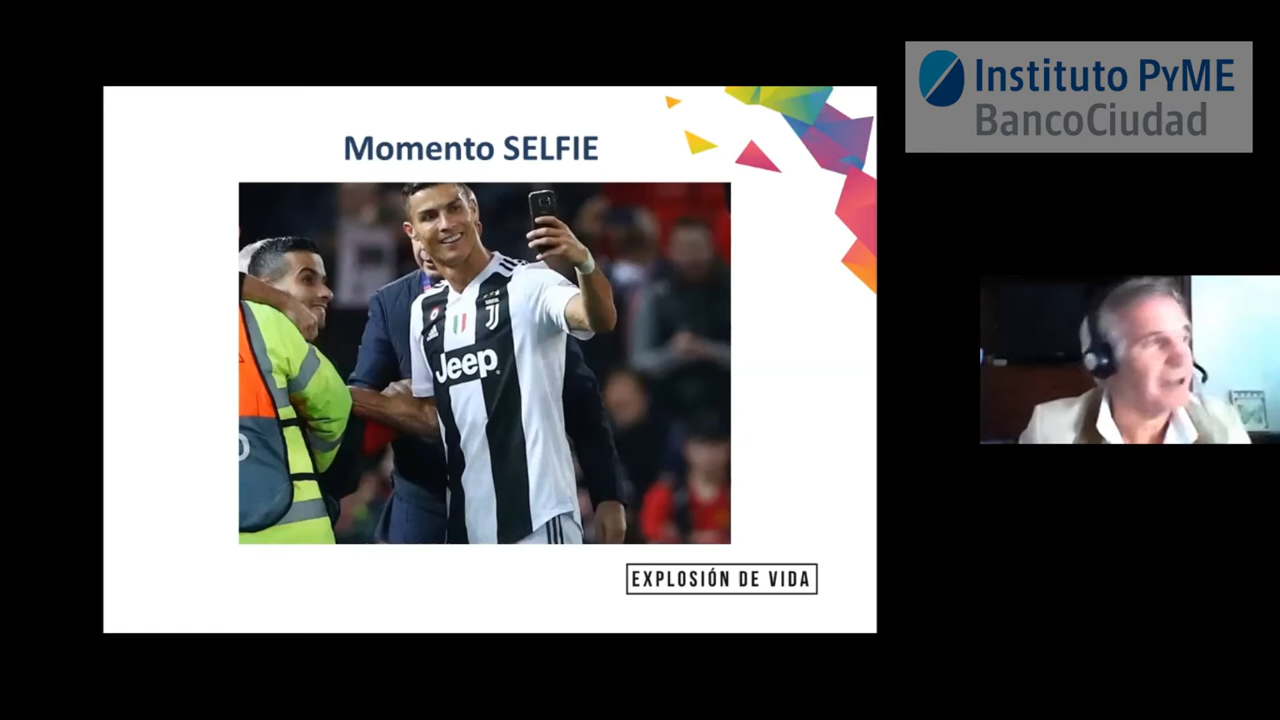 Instituto PyME
BancoCiudad
Momento SELFIE
Jeep
EXPLOSIÓN DE VIDA